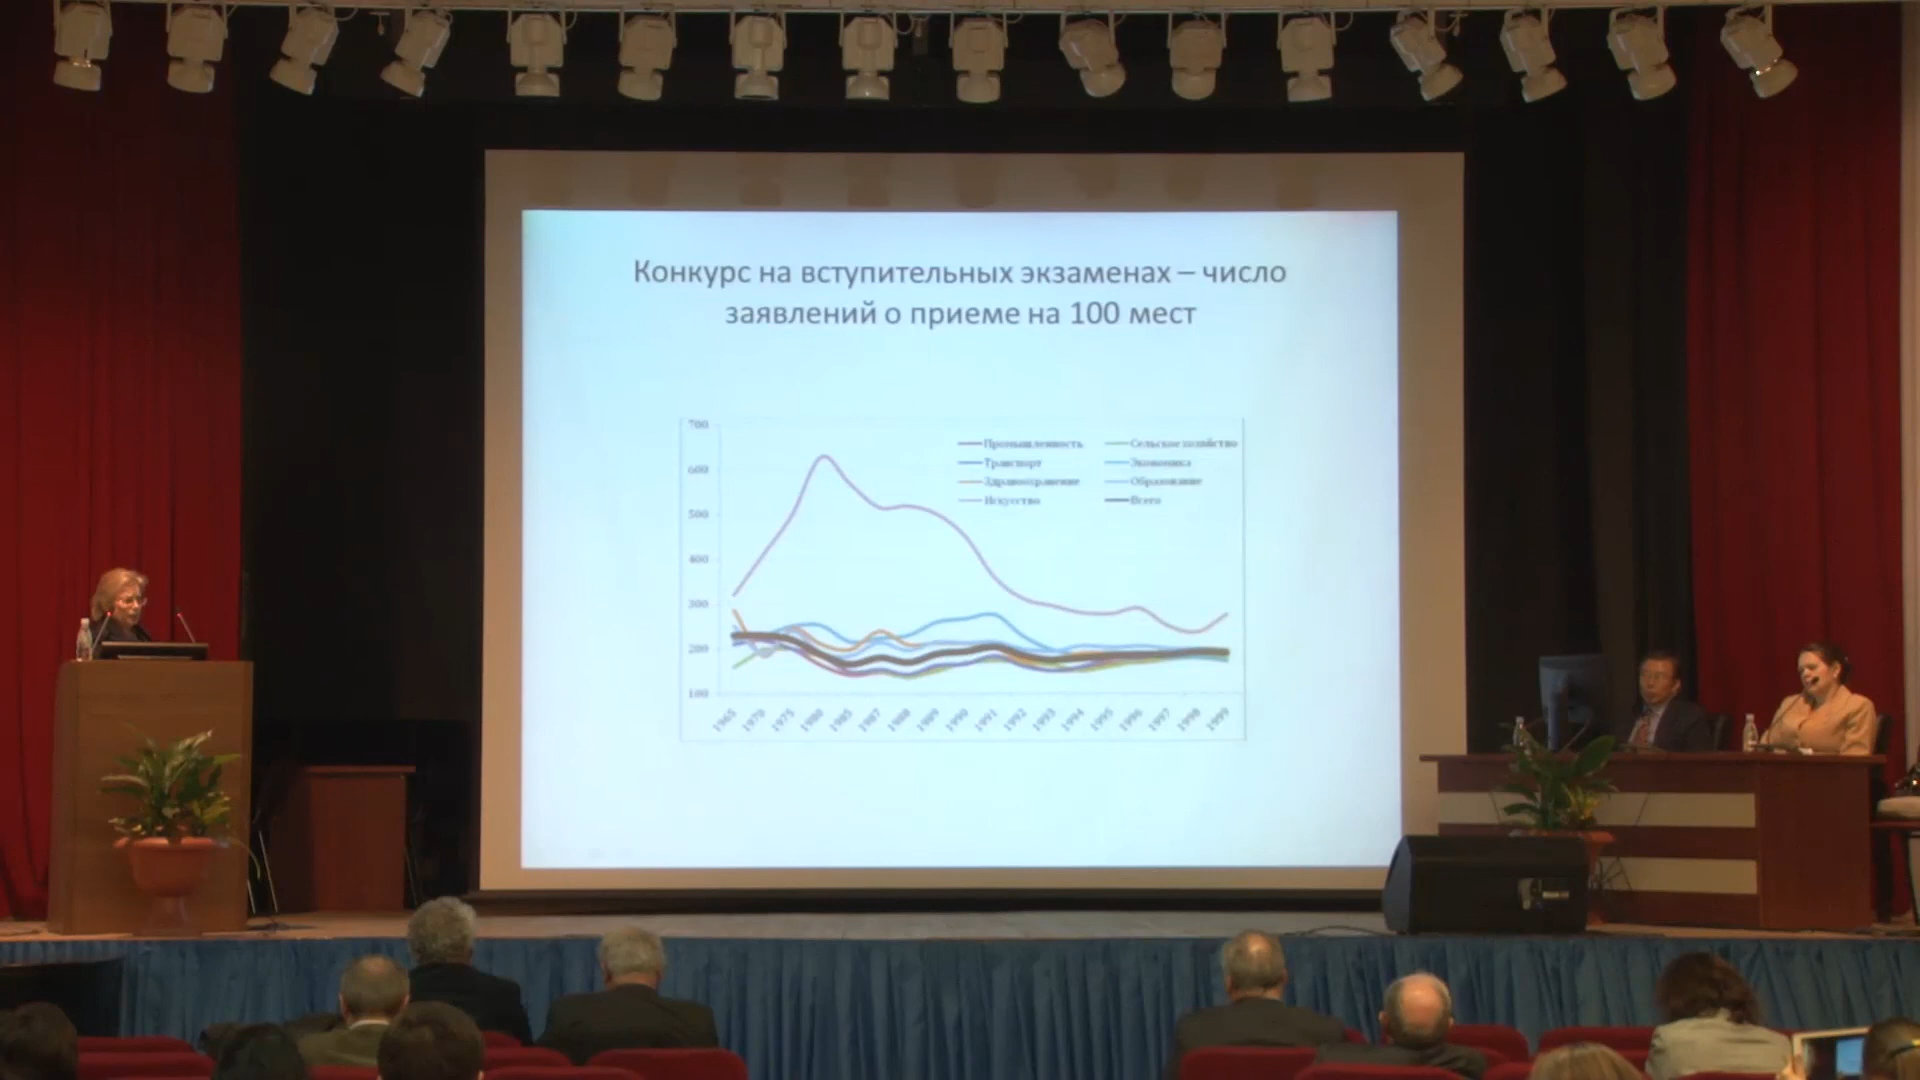 Конкурс на вступительных экзаменах – число
заявлений о приеме на 100 мест
700
600
500
400
300
200
100
Промышленность
Сельское хозяйство
Транспорт
Экономика
Здравоохранение
Образование
Искусство
Всего
1965 1970 1975 1980 1985 1987 1988 1989 1990 1991 1992 1993 1994 1995 1996 1997 1998 1999